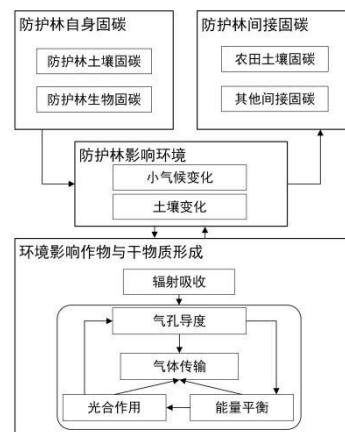 防护林自身固碳
防护林土壤固碳
防护林生物固碳
防护林间接固碳
农田土壤固碳
其他间接固碳
防护林影响环境
小气候变化
土壤变化
环境影响作物与干物质形成
辐射吸收
气孔导度
气体传输
光合作用
能量平衡